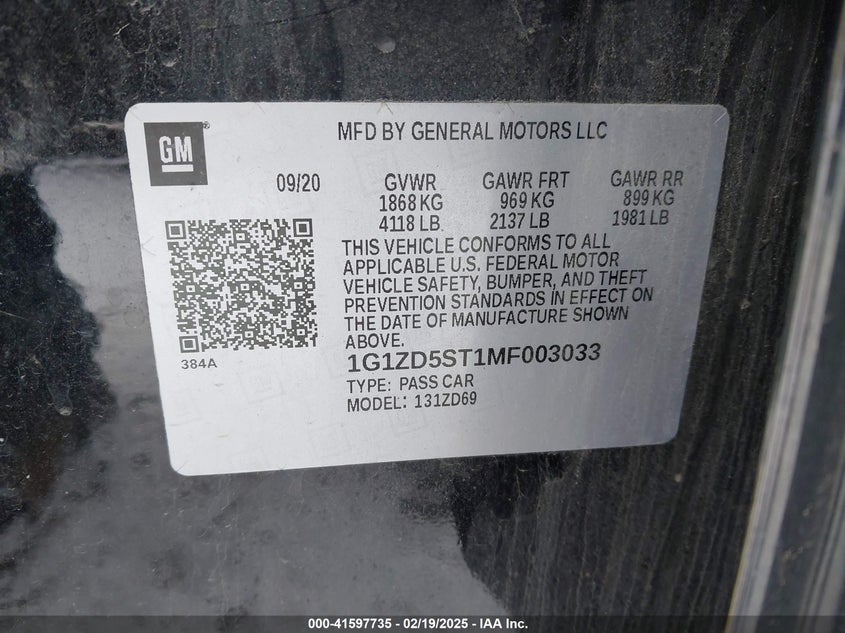 GM
MFD BY GENERAL MOTORS LLC
09/20 GVWR GAWR FRT GAWR RR
1868 KG 969 KG 899 KG
4118 LB 2137 LB 1981 LB
THIS VEHICLE CONFORMS TO ALL
APPLICABLE U.S. FEDERAL MOTOR
VEHICLE SAFETY, BUMPER, AND THEFT
PREVENTION STANDARDS IN EFFECT ON
THE DATE OF MANUFACTURE SHOWN
ABOVE.
384A
1G1ZD5ST1MF003033
TYPE: PASS CAR
MODEL: 131ZD69
000-41597735 - 02/19/2025 - IAA Inc.